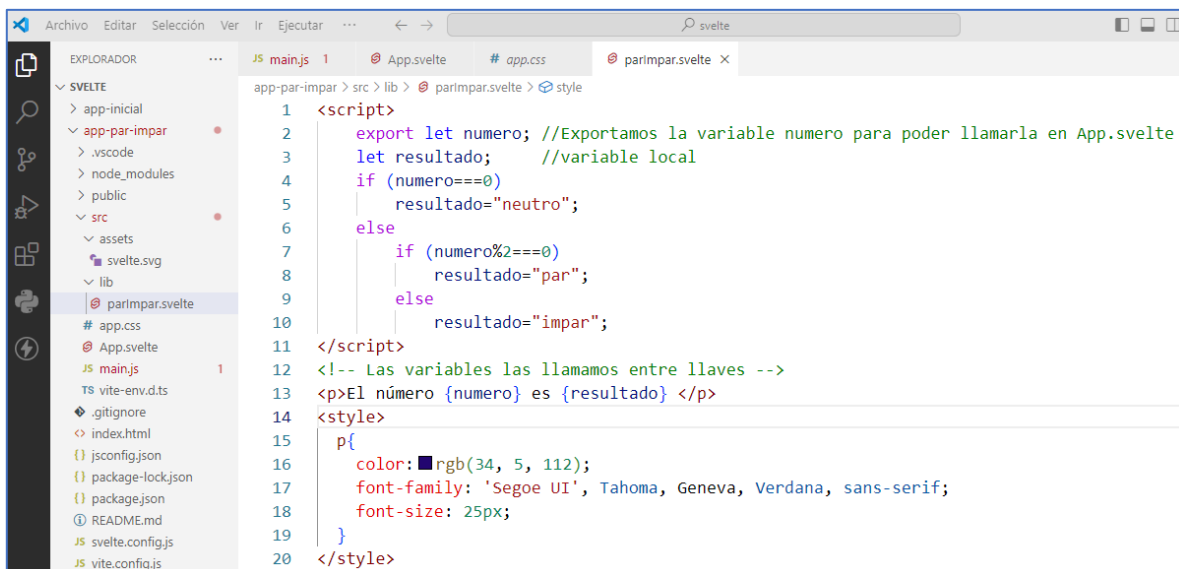 Archivo Editar Selección Ver Ir Ejecutar ... svelte
EXPLORADOR ...
SVELTE
app-inicial
app-par-impar
.vscode
node_modules
public
src
assets
svelte.svg
lib
parImpar.svelte
# app.css
App.svelte
JS main.js 1
TS vite-env.d.ts
.gitignore
<> index.html
{} jsconfig.json
{} package-lock.json
{} package.json
README.md
JS svelte.config.js
JS vite.config.js
JS main.js 1 App.svelte # app.css parImpar.svelte ×
app-par-impar > src > lib > parImpar.svelte > style
1 <script>
2 export let numero; //Exportamos la variable numero para poder llamarla en App.svelte
3 let resultado; //variable local
4 if (numero===0)
5 resultado="neutro";
6 else
7 if (numero%2===0)
8 resultado="par";
9 else
10 resultado="impar";
11 </script>
12 <!-- Las variables las llamamos entre llaves -->
13 <p>El número {numero} es {resultado} </p>
14 <style>
15 p{
16 color: rgb(34, 5, 112);
17 font-family: 'Segoe UI', Tahoma, Geneva, Verdana, sans-serif;
18 font-size: 25px;
19 }
20 </style>